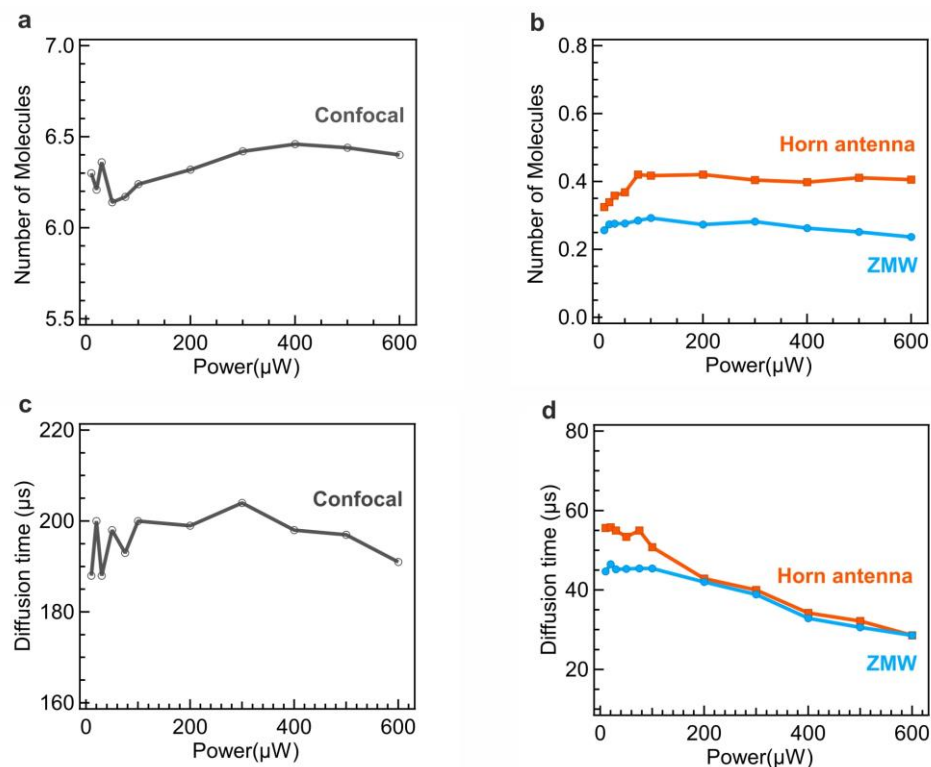 a
7.0
6.5
6.0
5.5
Number of Molecules
Confocal
0
200
400
600
Power(µW)
b
0.8
0.6
0.4
0.2
0.0
Number of Molecules
Horn antenna
ZMW
0
200
400
600
Power(µW)
c
220
200
180
160
Diffusion time (µs)
Confocal
0
200
400
600
Power(µW)
d
80
60
40
20
Diffusion time (µs)
Horn antenna
ZMW
0
200
400
600
Power(µW)